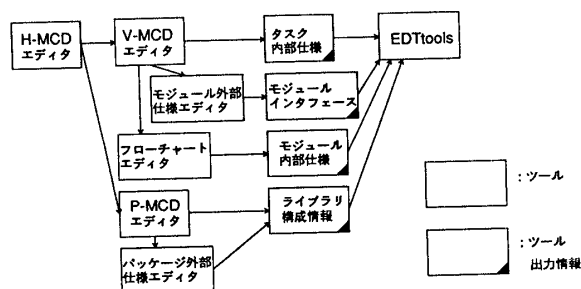 H-MCD
エディタ
V-MCD
エディタ
タスク
内部仕様
EDTtools
モジュール外部
仕様エディタ
モジュール
インタフェース
フローチャート
エディタ
モジュール
内部仕様
P-MCD
エディタ
ライブラリ
構成情報
パッケージ外部
仕様エディタ
:ツール
:ツール
出力情報